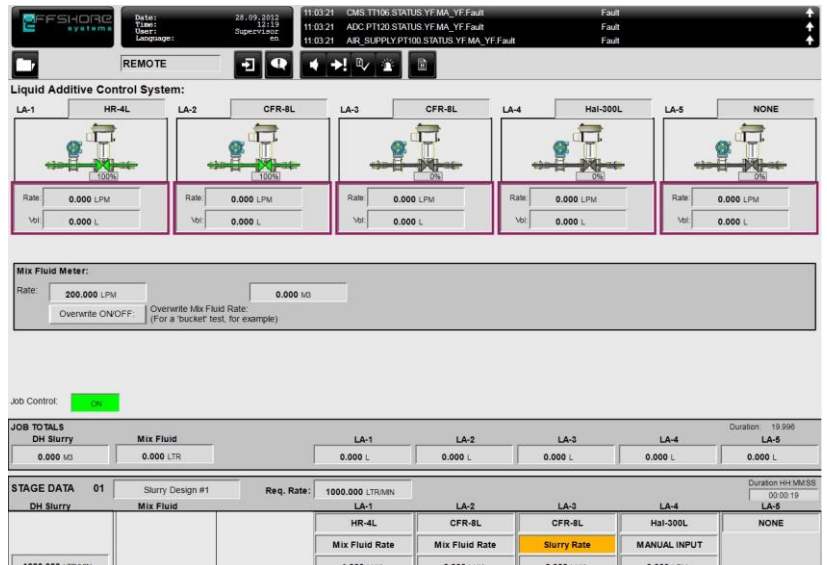 OFFSHORE
systems
Date: 28.09.2012
Time: 12:19
User: Supervisor
Language: en
11:03:21 CMS.TT106.STATUS.YF.MA_YF.Fault Fault
11:03:21 ADC.PT120.STATUS.YF.MA_YF.Fault Fault
11:03:21 AIR_SUPPLY.PT100.STATUS.YF.MA_YF.Fault Fault
REMOTE
Liquid Additive Control System:
LA-1 HR-4L LA-2 CFR-8L LA-3 CFR-8L LA-4 Hal-300L LA-5 NONE
100% 100% 0% 0% 0%
Rate: 0.000 LPM Rate: 0.000 LPM Rate: 0.000 LPM Rate: 0.000 LPM Rate: 0.000 LPM
Vol: 0.000 L Vol: 0.000 L Vol: 0.000 L Vol: 0.000 L Vol: 0.000 L
Mix Fluid Meter:
Rate: 200.000 LPM 0.000 M3
Overwrite ON/OFF: Overwrite Mix Fluid Rate:
(For a 'bucket' test, for example)
Job Control: ON
JOB TOTALS Duration: 19.996
DH Slurry Mix Fluid LA-1 LA-2 LA-3 LA-4 LA-5
0.000 M3 0.000 LTR 0.000 L 0.000 L 0.000 L 0.000 L 0.000 L
STAGE DATA 01 Slurry Design #1 Req. Rate: 1000.000 LTR/MIN Duration HH:MM:SS
00:00:19
DH Slurry Mix Fluid LA-1 LA-2 LA-3 LA-4 LA-5
HR-4L CFR-8L CFR-8L Hal-300L NONE
Mix Fluid Rate Mix Fluid Rate Slurry Rate MANUAL INPUT